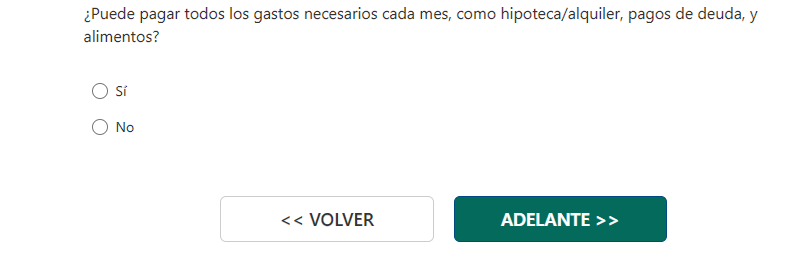 ¿Puede pagar todos los gastos necesarios cada mes, como hipoteca/alquiler, pagos de deuda, y
alimentos?
Sí
No
<< VOLVER
ADELANTE >>